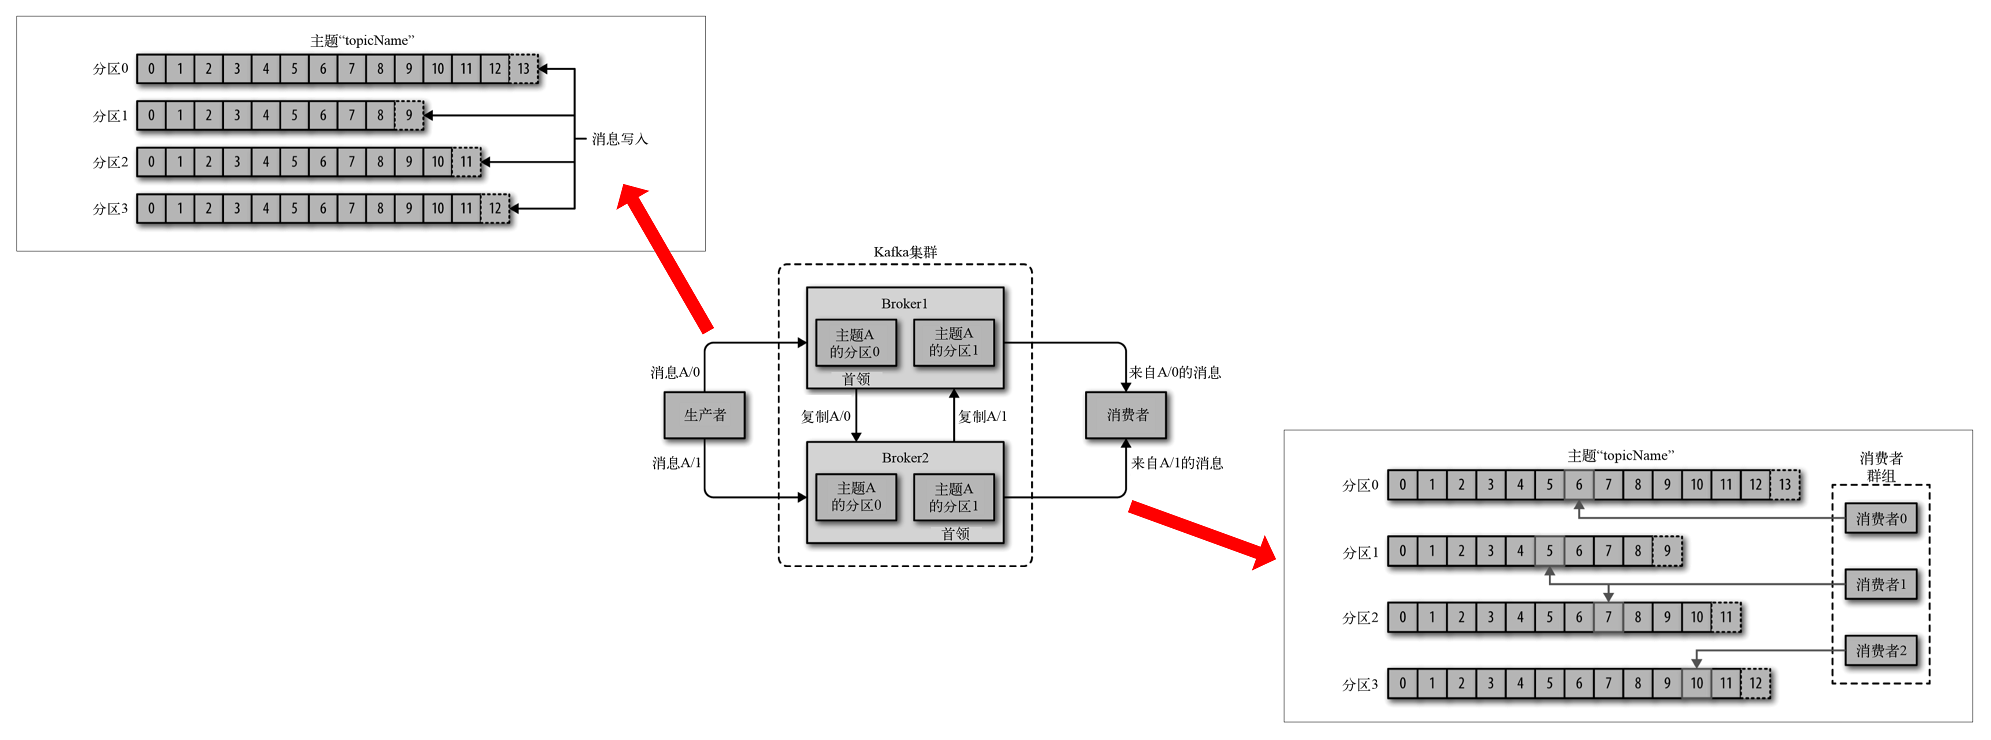 主题“topicName”
分区0 0 1 2 3 4 5 6 7 8 9 10 11 12 13
分区1 0 1 2 3 4 5 6 7 8 9
分区2 0 1 2 3 4 5 6 7 8 9 10 11
分区3 0 1 2 3 4 5 6 7 8 9 10 11 12
消息写入
Kafka集群
Broker1
主题A
的分区0
主题A
的分区1
首领
消息A/0
生产者
消息A/1
复制A/0
复制A/1
Broker2
主题A
的分区0
主题A
的分区1
首领
来自A/0的消息
消费者
来自A/1的消息
主题“topicName”
分区0 0 1 2 3 4 5 6 7 8 9 10 11 12 13
分区1 0 1 2 3 4 5 6 7 8 9
分区2 0 1 2 3 4 5 6 7 8 9 10 11
分区3 0 1 2 3 4 5 6 7 8 9 10 11 12
消费者
群组
消费者0
消费者1
消费者2